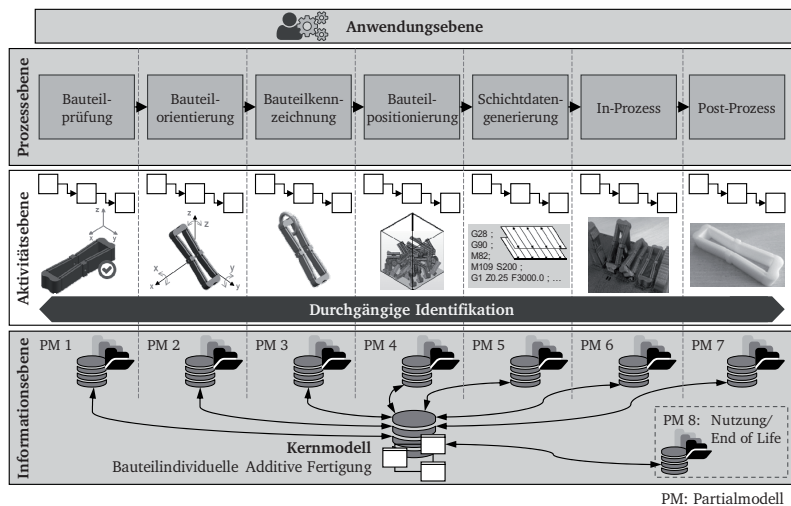 Anwendungsebene
Prozessebene
Bauteil-
prüfung
Bauteil-
orientierung
Bauteilkenn-
zeichnung
Bauteil-
positionierung
Schichtdaten-
generierung
In-Prozess
Post-Prozess
Aktivitätsebene
z
x
y
z
x
y
G28 ;
G90 ;
M82;
M109 S200 ;
G1 Z0.25 F3000.0 ; ...
Durchgängige Identifikation
Informationsebene
PM 1
PM 2
PM 3
PM 4
PM 5
PM 6
PM 7
Kernmodell
Bauteilindividuelle Additive Fertigung
PM 8: Nutzung/
End of Life
PM: Partialmodell